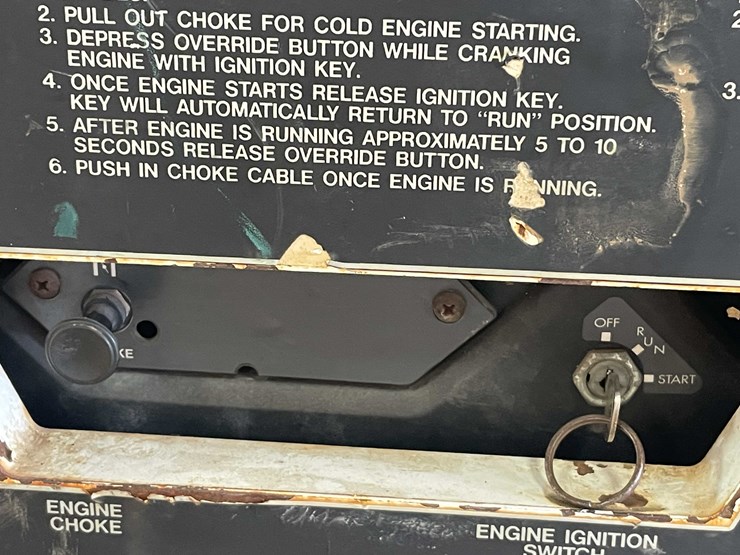 2. PULL OUT CHOKE FOR COLD ENGINE STARTING.
3. DEPRESS OVERRIDE BUTTON WHILE CRANKING
ENGINE WITH IGNITION KEY.
4. ONCE ENGINE STARTS RELEASE IGNITION KEY.
KEY WILL AUTOMATICALLY RETURN TO "RUN" POSITION.
5. AFTER ENGINE IS RUNNING APPROXIMATELY 5 TO 10
SECONDS RELEASE OVERRIDE BUTTON.
6. PUSH IN CHOKE CABLE ONCE ENGINE IS RUNNING.
3.
OFF
RUN
START
KE
ENGINE
CHOKE
ENGINE IGNITION
SWITCH